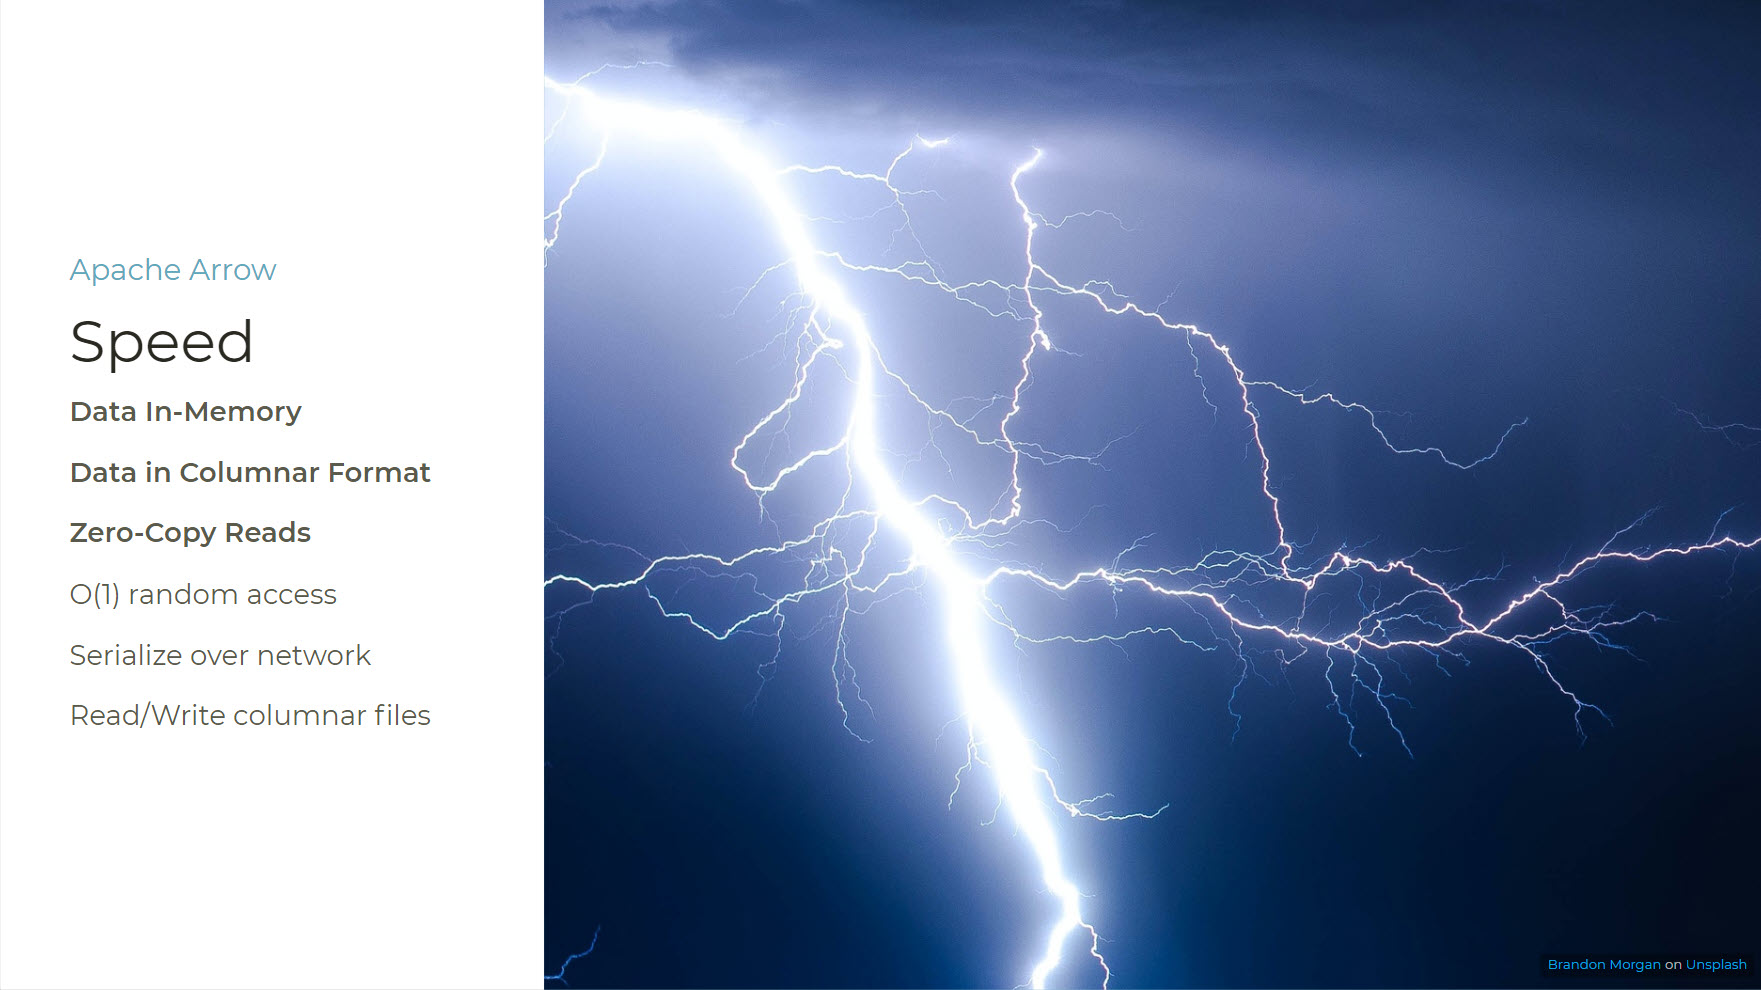 Apache Arrow
Speed
Data In-Memory
Data in Columnar Format
Zero-Copy Reads
O(1) random access
Serialize over network
Read/Write columnar files
Brandon Morgan on Unsplash